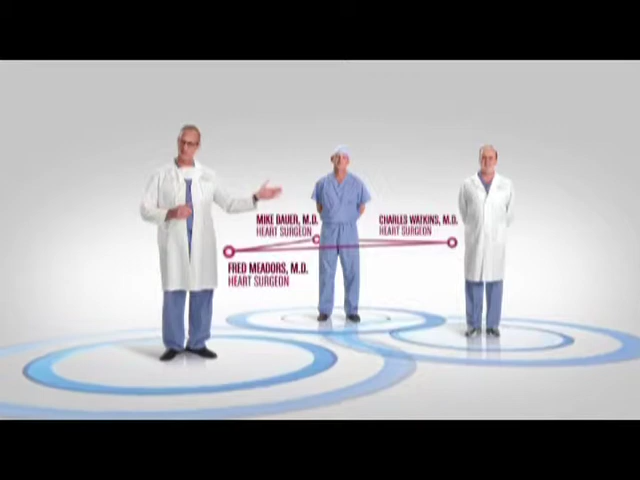 MIKE BAUER, M.D.
HEART SURGEON
CHARLES WATKINS, M.D.
HEART SURGEON
FRED MEADORS, M.D.
HEART SURGEON